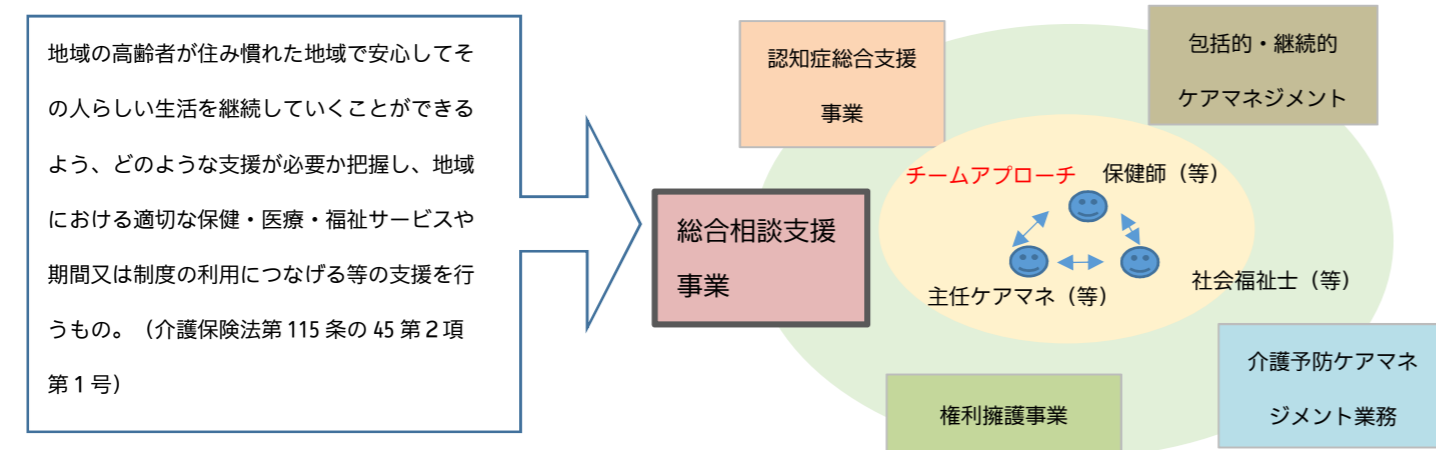 地域の高齢者が住み慣れた地域で安心してそ
の人らしい生活を継続していくことができる
よう、どのような支援が必要か把握し、地域
における適切な保健・医療・福祉サービスや
期間又は制度の利用につなげる等の支援を行
うもの。（介護保険法第 115 条の 45 第２項
第１号）
総合相談支援
事業
認知症総合支援
事業
包括的・継続的
ケアマネジメント
チームアプローチ
保健師（等）
主任ケアマネ（等）
社会福祉士（等）
権利擁護事業
介護予防ケアマネ
ジメント業務